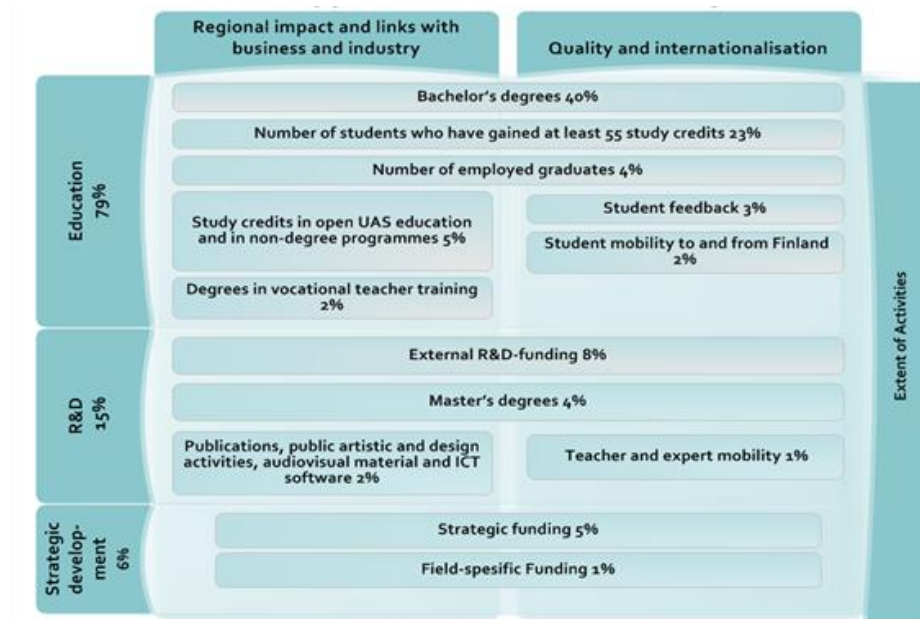 Regional impact and links with
business and industry
Quality and internationalisation
Education
79%
Bachelor's degrees 40%
Number of students who have gained at least 55 study credits 23%
Number of employed graduates 4%
Study credits in open UAS education
and in non-degree programmes 5%
Student feedback 3%
Student mobility to and from Finland
2%
Degrees in vocational teacher training
2%
R&D
15%
External R&D-funding 8%
Master's degrees 4%
Publications, public artistic and design
activities, audiovisual material and ICT
software 2%
Teacher and expert mobility 1%
Strategic
develop-
ment
6%
Strategic funding 5%
Field-spesific Funding 1%
Extent of Activities